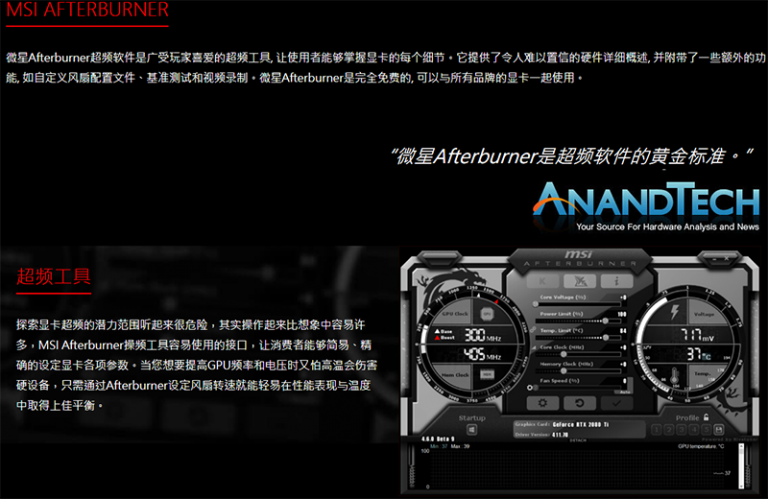 MSI AFTERBURNER
微星Afterburner超频软件是广受玩家喜爱的超频工具, 让使用者能够掌握显卡的每个细节。它提供了令人难以置信的硬件详细概述, 并附带了一些额外的功
能, 如自定义风扇配置文件、基准测试和视频录制。微星Afterburner是完全免费的, 可以与所有品牌的显卡一起使用。
“微星Afterburner是超频软件的黄金标准。”
ANANDTECH
Your Source For Hardware Analysis and News
超频工具
探索显卡超频的潜力范围听起来很危险，其实操作起来比想象中容易许
多，MSI Afterburner操频工具容易使用的接口，让消费者能够简易、精
确的设定显卡各项参数。当您想要提高GPU频率和电压时又怕高温会伤害
硬设备，只需通过Afterburner设定风扇转速就能轻易在性能表现与温度
中取得上佳平衡。
msi
AFTERBURNER
GPU Clock
Base
Boost
300 MHz
405 MHz
Mem Clock
Core Voltage (%) +0
Power Limit (%) 100
Temp. Limit (°C) 84
Core Clock (MHz) +0
Memory Clock (MHz) +0
Fan Speed (%)
Voltage
717 mV
37 °C
Temp.
Startup
Profile
1 2 3 4 5
Graphics Card: GeForce RTX 2080 Ti
Driver Version: 411.70
4.6.0 Beta 9
DETACH
Min: 37 Max: 39
GPU temperature, °C
100
37
0